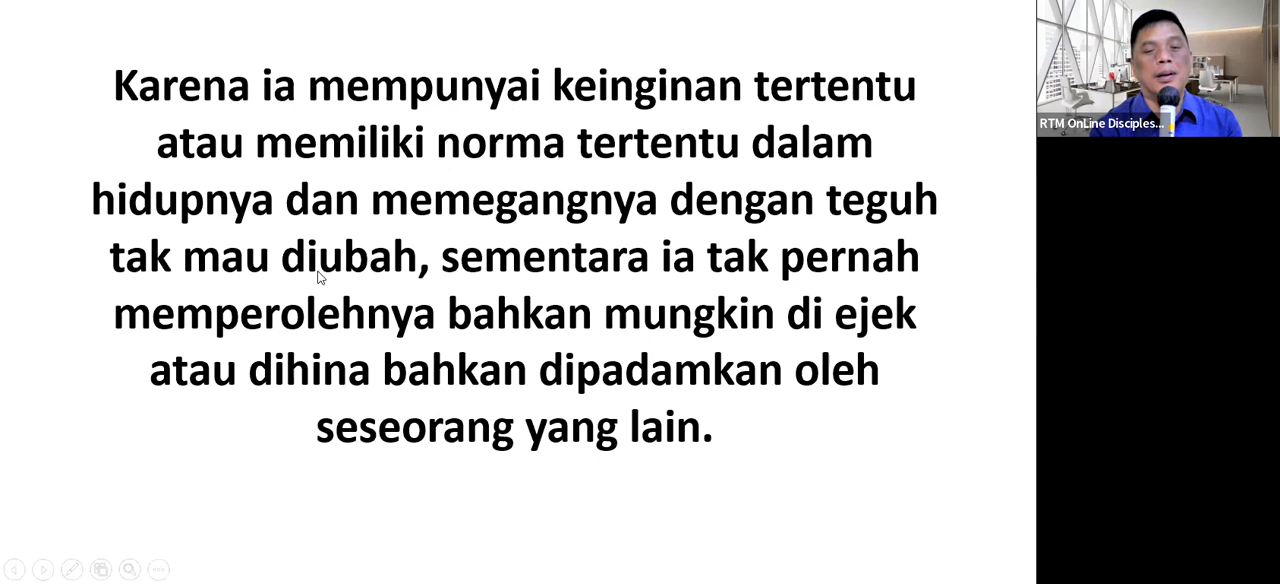 Karena ia mempunyai keinginan tertentu
atau memiliki norma tertentu dalam
hidupnya dan memegangnya dengan teguh
tak mau diubah, sementara ia tak pernah
memperolehnya bahkan mungkin di ejek
atau dihina bahkan dipadamkan oleh
seseorang yang lain.
RTM OnLine Disciples...